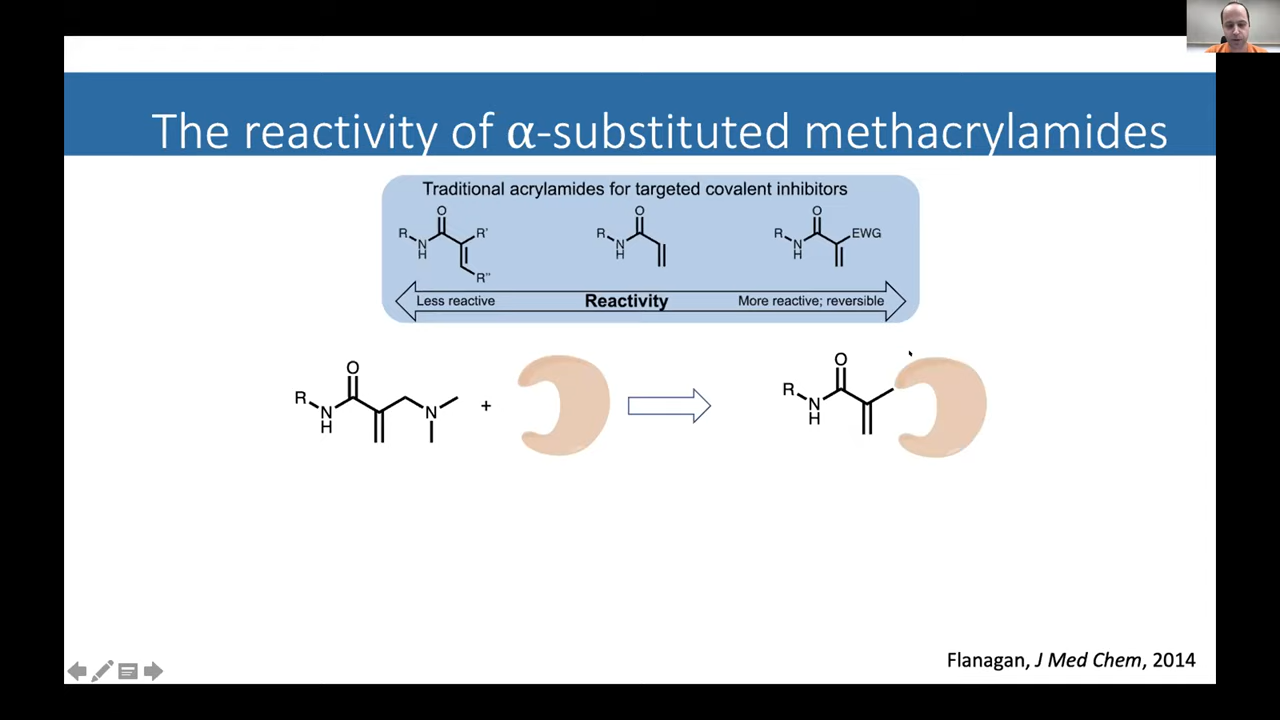 The reactivity of α-substituted methacrylamides
Traditional acrylamides for targeted covalent inhibitors
O
R
N
H
R'
R''
O
R
N
H
O
R
N
H
EWG
Less reactive
Reactivity
More reactive; reversible
O
R
N
H
N
+
O
R
N
H
Flanagan, J Med Chem, 2014